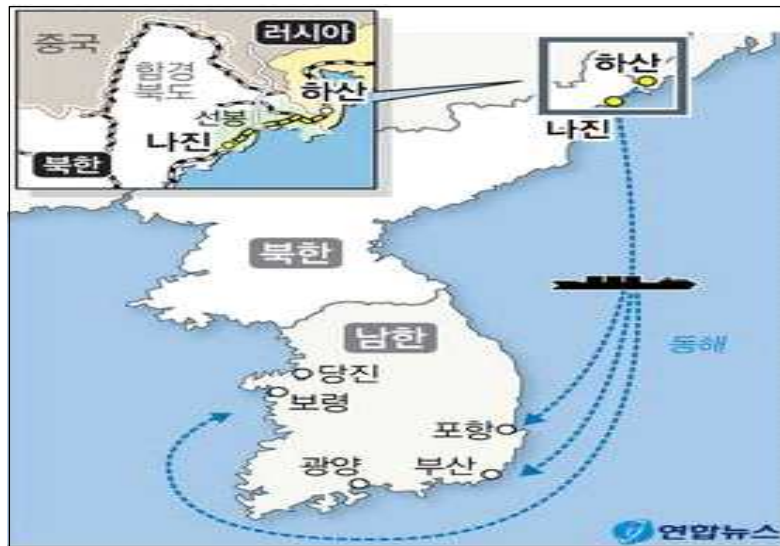 중국
러시아
함경
북도
하산
선봉
나진
북한
하산
나진
북한
남한
동해
당진
보령
포항
광양
부산
연합뉴스